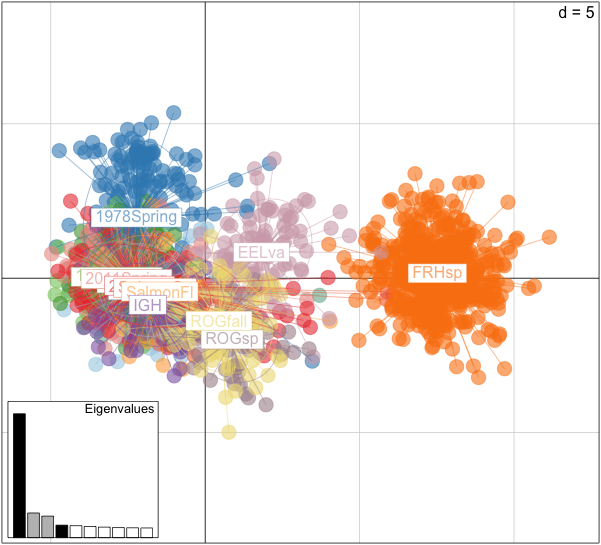 d = 5
1978Spring
EELva
FRHsp
SalmonFl
IGH
ROGfall
ROGsp
Eigenvalues